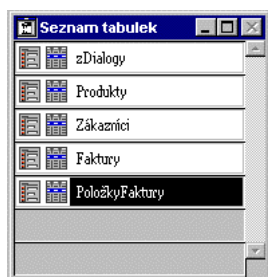 Seznam tabulek
zDialogy
Produkty
Zákazníci
Faktury
PoložkyFaktury